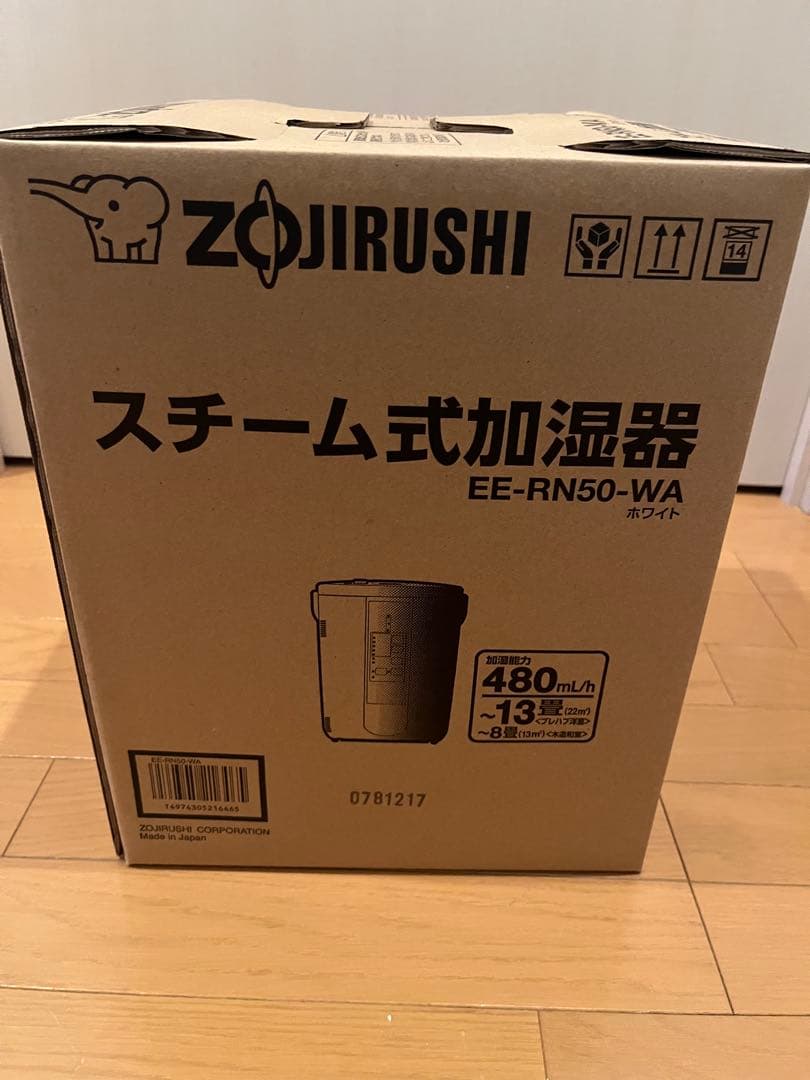 ZOJIRUSHI
14
スチーム式加湿器
EE-RN50-WA
ホワイト
加湿能力
480mL/h
~13畳(22㎡)
<プレハブ洋室>
~8畳(13㎡)<木造和室>
EE-RN50-WA
ZOJIRUSHI CORPORATION
Made in Japan
0781217